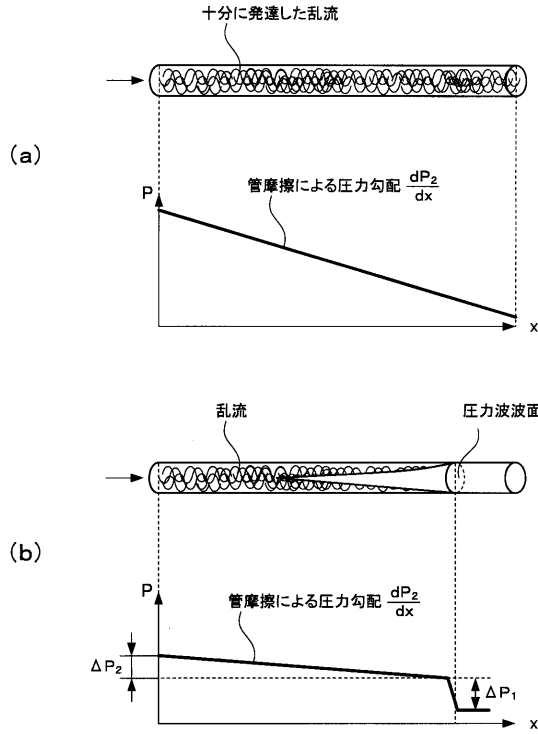 十分に発達した乱流
(a)
P
管摩擦による圧力勾配 dP₂/dx
x
乱流
圧力波波面
(b)
P
管摩擦による圧力勾配 dP₂/dx
ΔP₂
ΔP₁
x